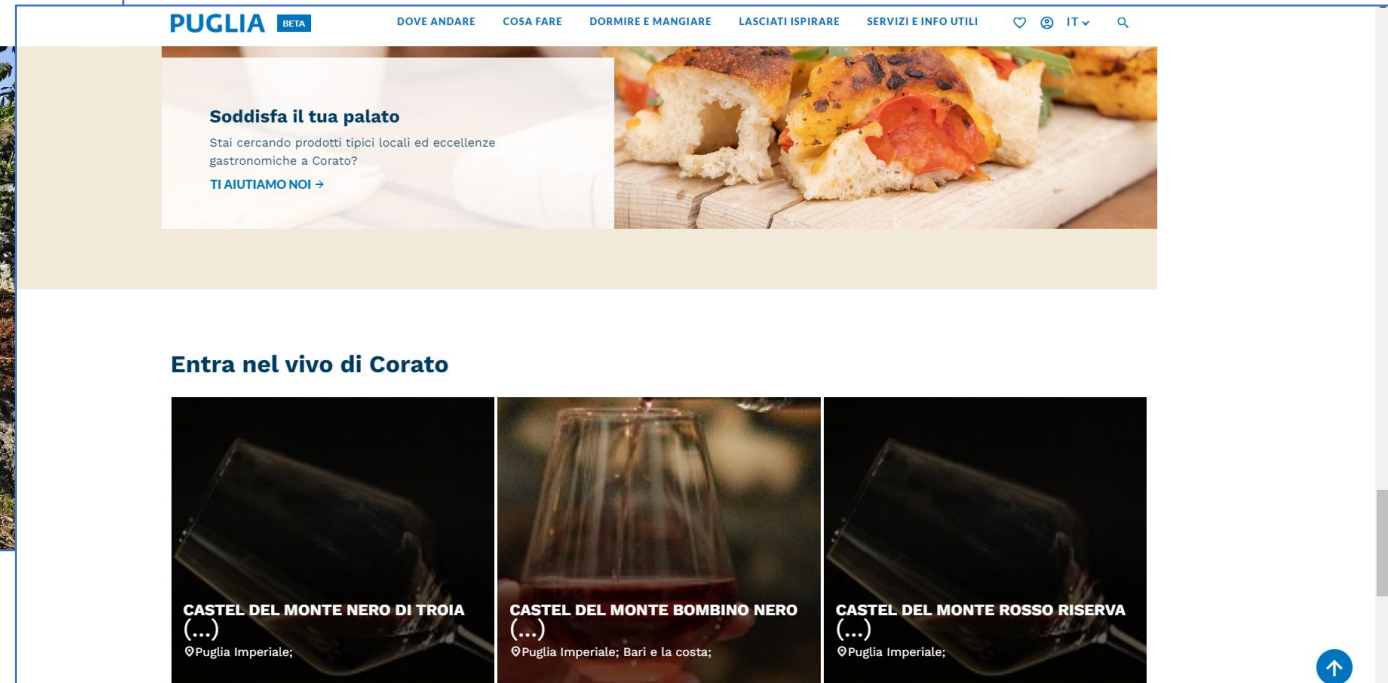 PUGLIA BETA DOVE ANDARE COSA FARE DORMIRE E MANGIARE LASCIATI ISPIRARE SERVIZI E INFO UTILI IT
Soddisfa il tua palato
Stai cercando prodotti tipici locali ed eccellenze
gastronomiche a Corato?
TI AIUTIAMO NOI →
Entra nel vivo di Corato
CASTEL DEL MONTE NERO DI TROIA
(...)
Puglia Imperiale;
CASTEL DEL MONTE BOMBINO NERO
(...)
Puglia Imperiale; Bari e la costa;
CASTEL DEL MONTE ROSSO RISERVA
(...)
Puglia Imperiale;